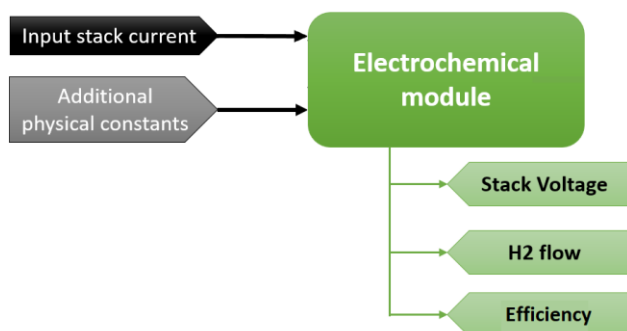 Input stack current
Additional
physical constants
Electrochemical
module
Stack Voltage
H2 flow
Efficiency